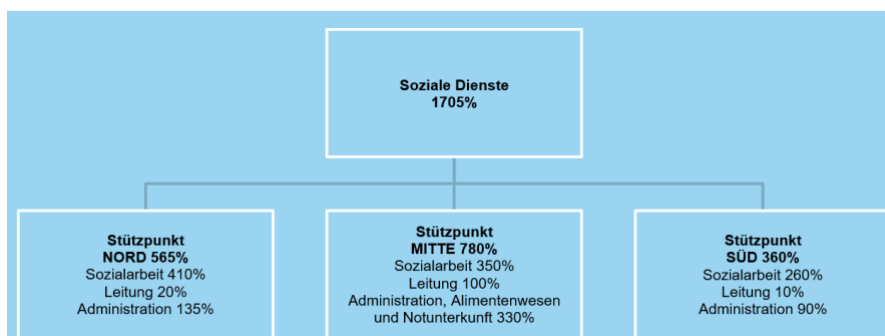 Soziale Dienste
1705%
Stützpunkt
NORD 565%
Sozialarbeit 410%
Leitung 20%
Administration 135%
Stützpunkt
MITTE 780%
Sozialarbeit 350%
Leitung 100%
Administration, Alimentenwesen
und Notunterkunft 330%
Stützpunkt
SÜD 360%
Sozialarbeit 260%
Leitung 10%
Administration 90%